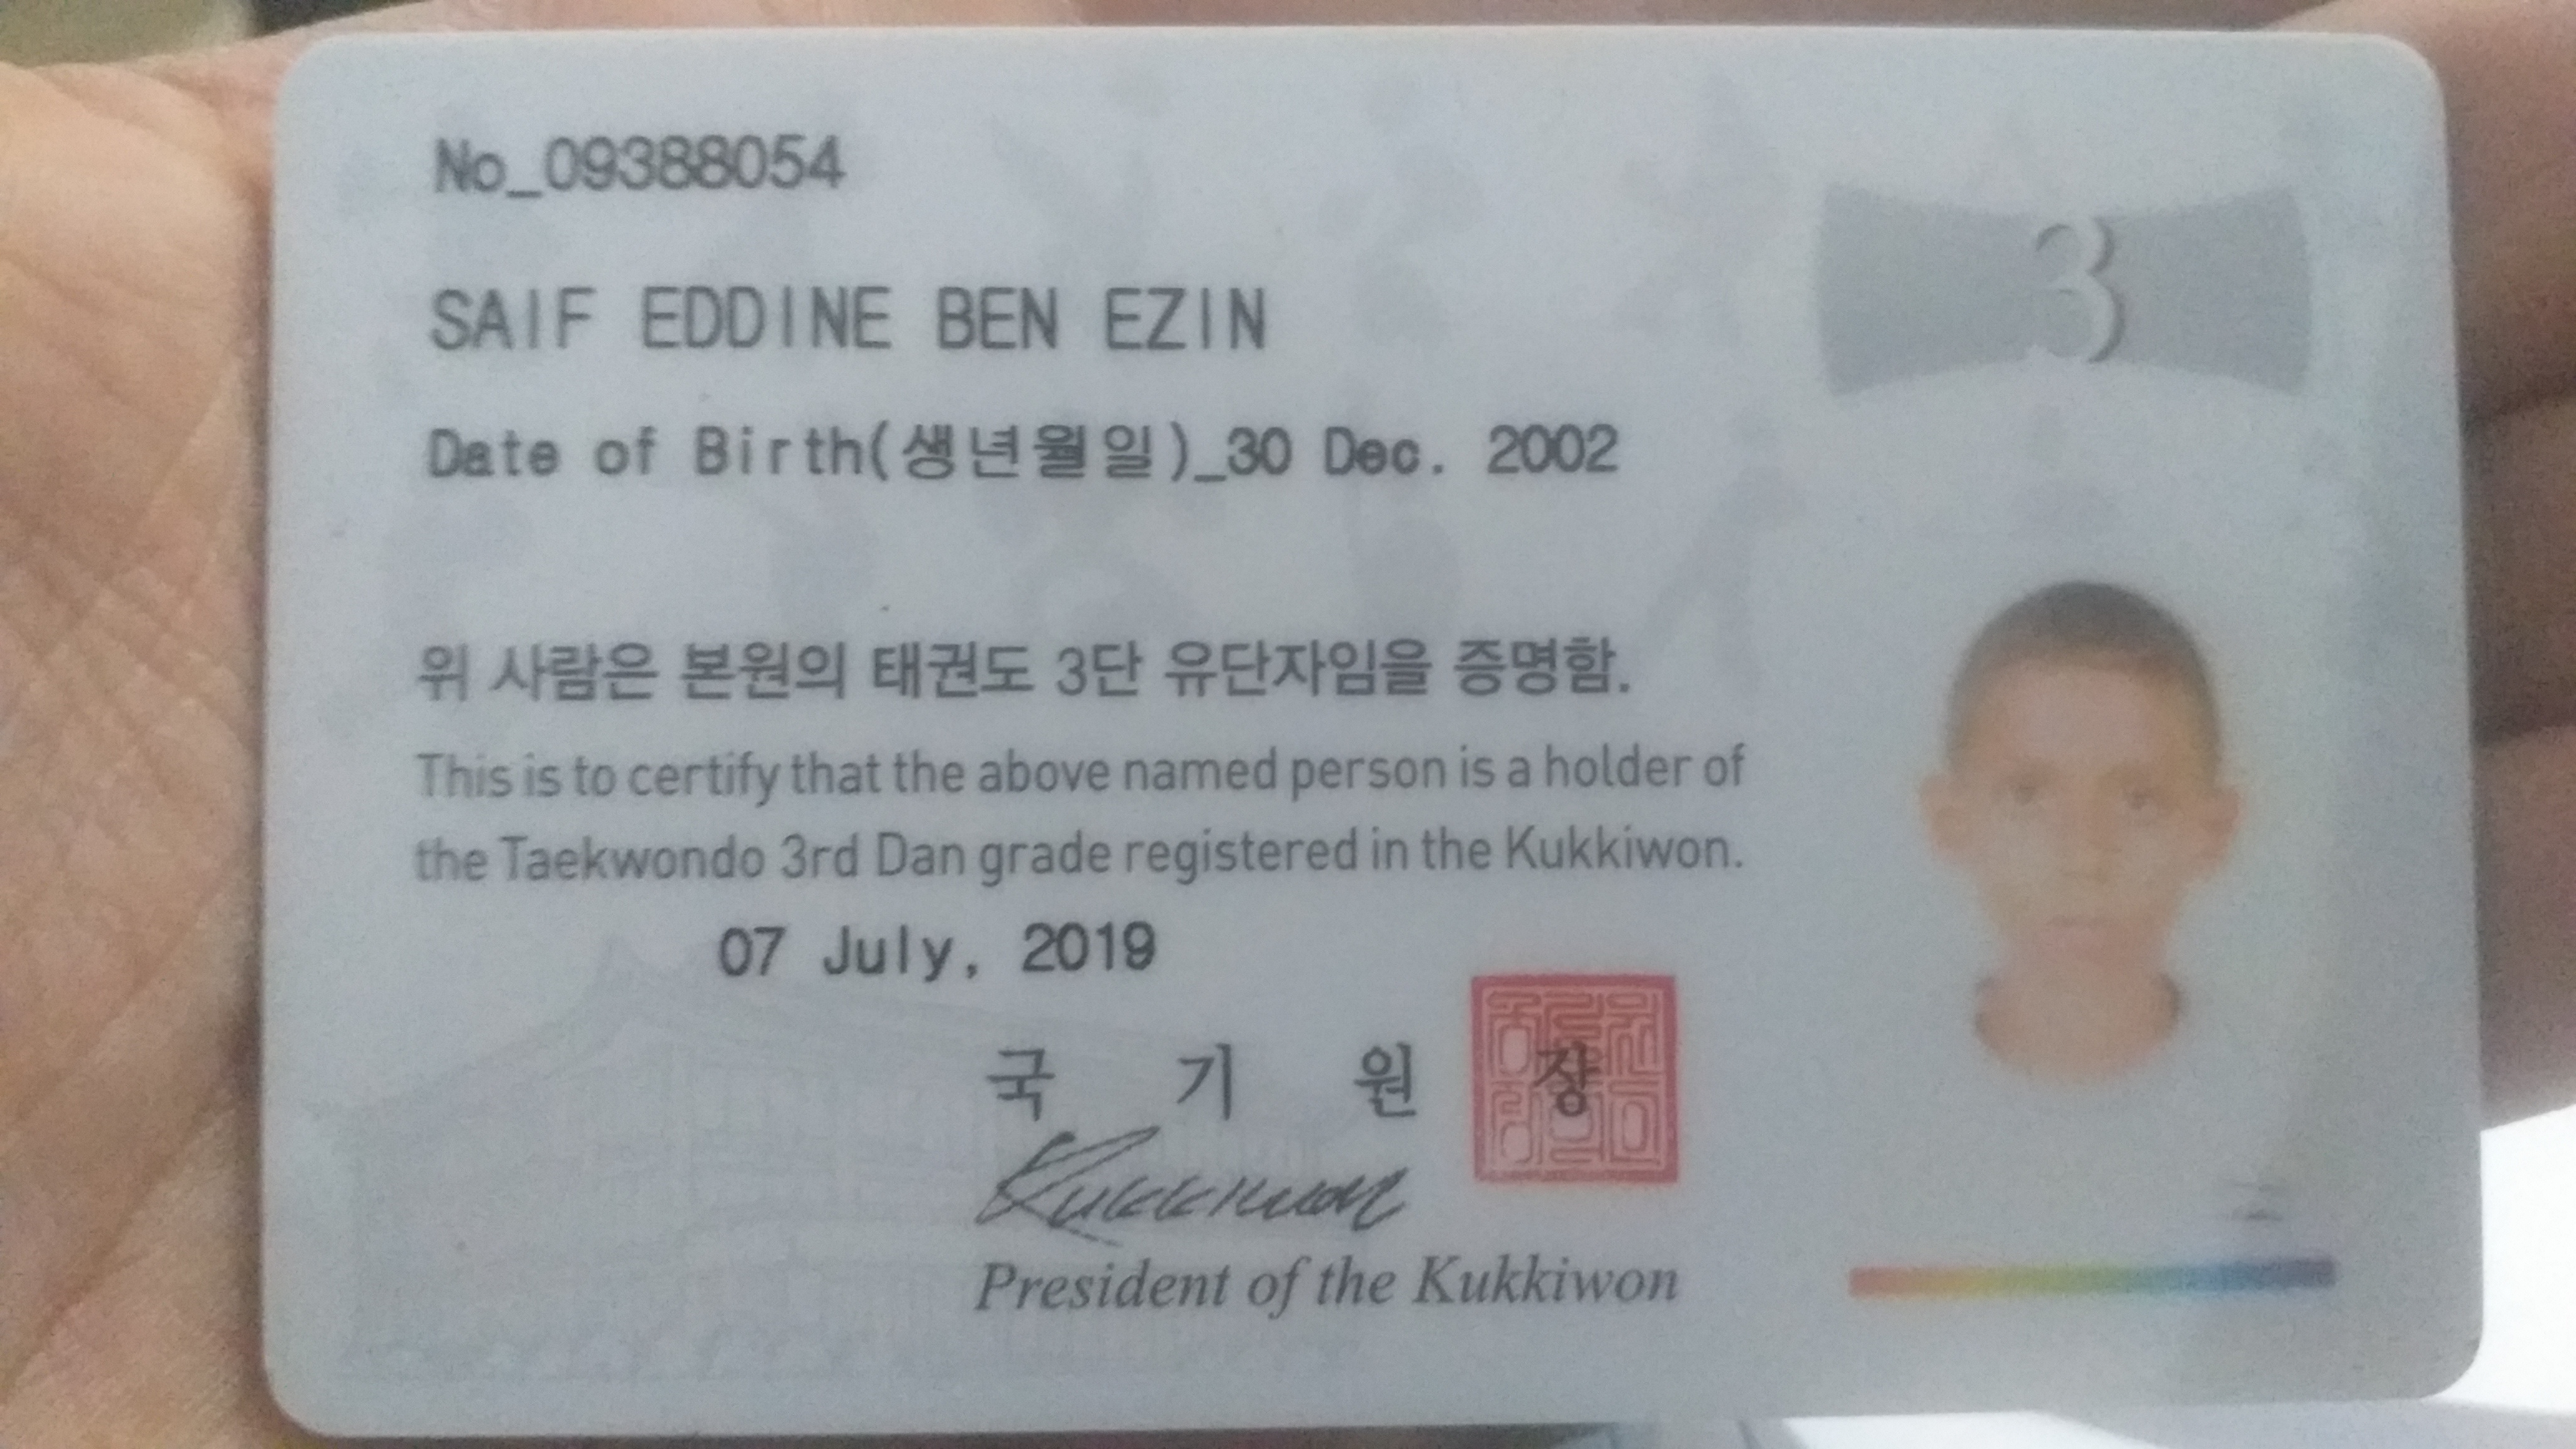 No_09388054
3
SAIF EDDINE BEN EZIN
Date of Birth(생년월일)_30 Dec. 2002
위 사람은 본원의 태권도 3단 유단자임을 증명함.
This is to certify that the above named person is a holder of
the Taekwondo 3rd Dan grade registered in the Kukkiwon.
07 July, 2019
국 기 원 장
Kukkiwon
President of the Kukkiwon